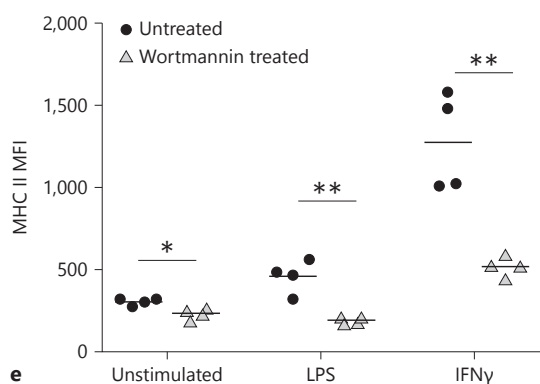 2,000
Untreated
Wortmannin treated
**
1,500
MHC II MFI
1,000
**
500
*
0
e
Unstimulated
LPS
IFNγ